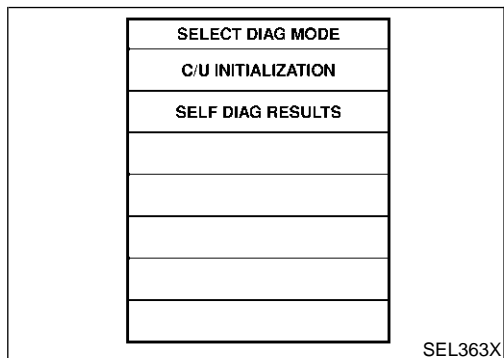 SELECT DIAG MODE
C/U INITIALIZATION
SELF DIAG RESULTS
SEL363X